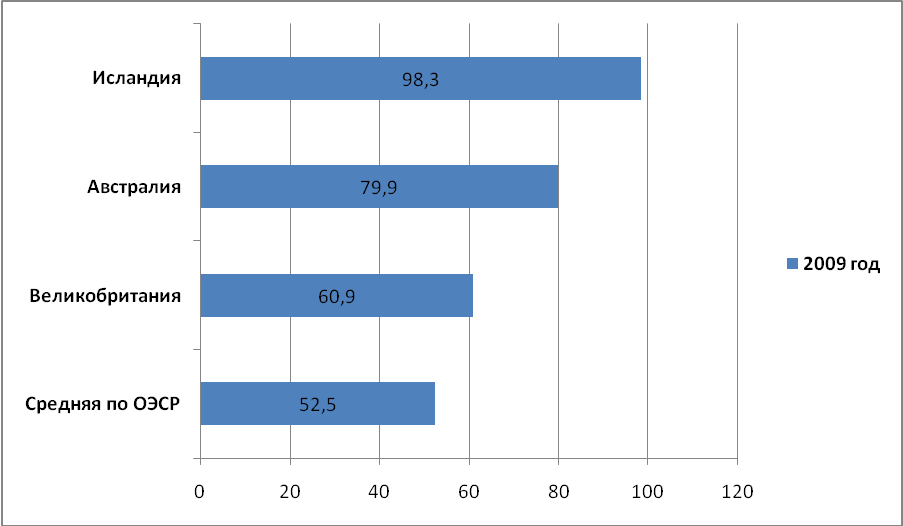 Исландия
98,3
Австралия
79,9
2009 год
Великобритания
60,9
Средняя по ОЭСР
52,5
0 20 40 60 80 100 120